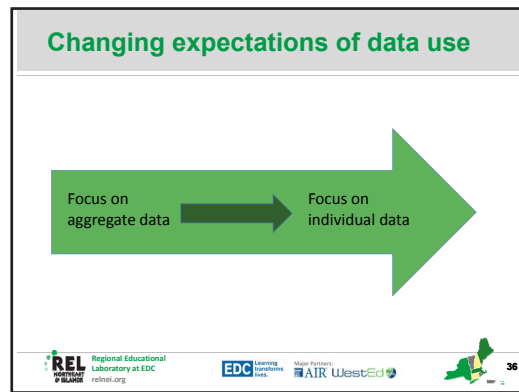 Changing expectations of data use
Focus on
aggregate data
Focus on
individual data
REL
NORTHEAST
& ISLANDS
Regional Educational
Laboratory at EDC
relnei.org
EDC
Learning
transforms
lives.
Major Partners:
AIR WestEd
36